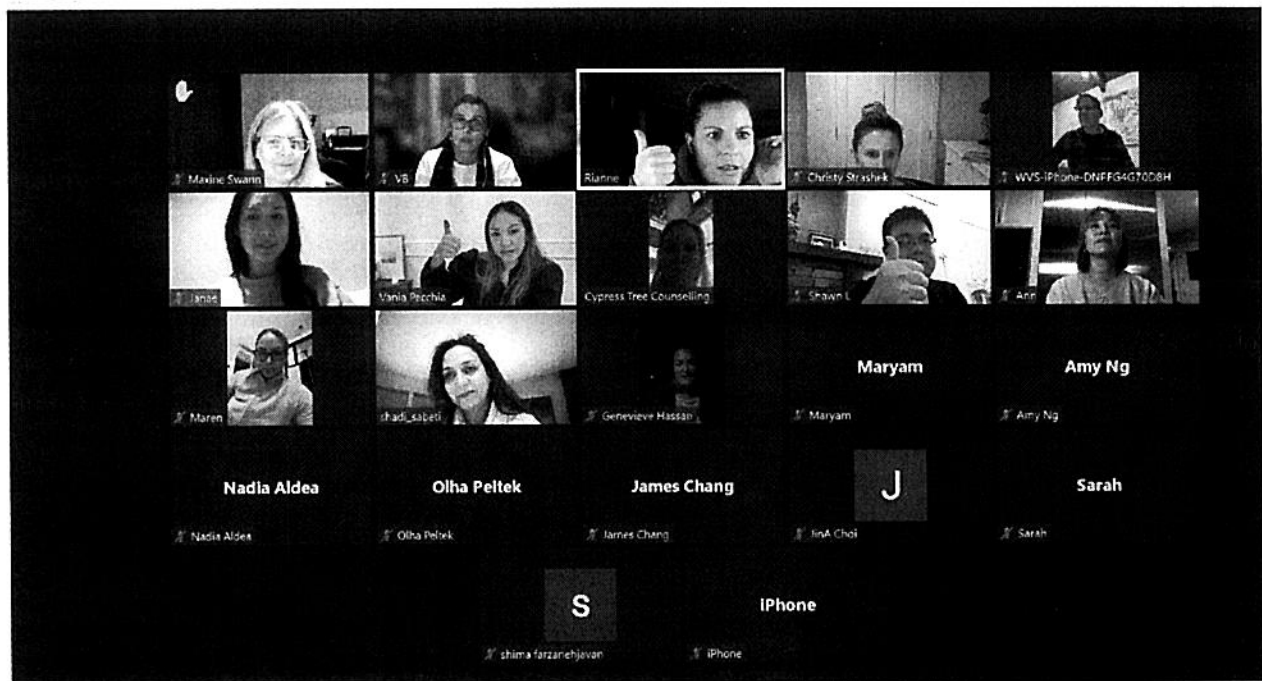 Maxine Swann
VB
Rianne
Christy Strashek
WVS-iPhone-DNPFG4G70D8H
Janae
Vania Pecchia
Cypress Tree Counselling
Shawn L
Ann
Maren
shadi_sabeti
Genevieve Hassan
Maryam
Maryam
Amy Ng
Amy Ng
Nadia Aldea
Nadia Aldea
Olha Peltek
Olha Peltek
James Chang
James Chang
J
JinA Choi
Sarah
Sarah
S
shima farzanehjavan
iPhone
iPhone